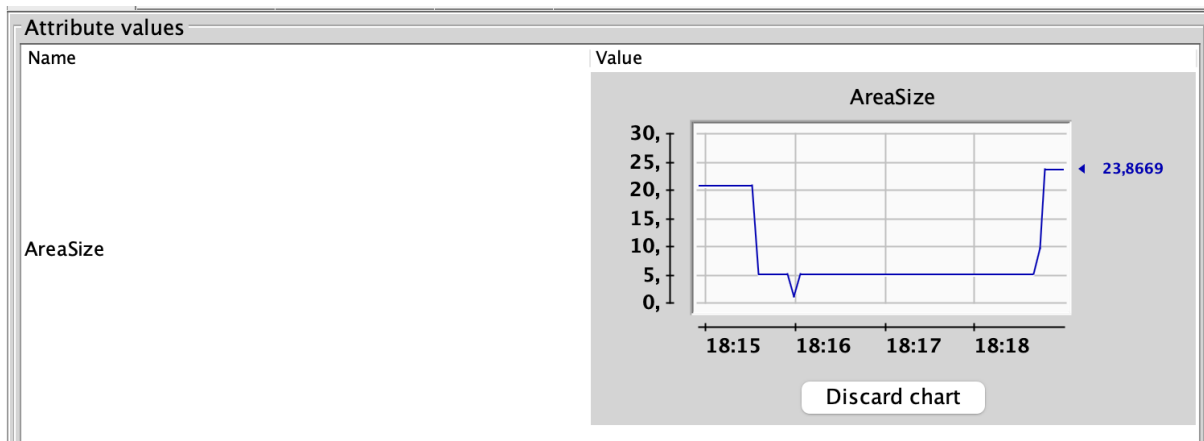 Attribute values
Name Value
AreaSize
30,
25, 23,8669
20,
15,
10,
AreaSize
5,
0,
18:15 18:16 18:17 18:18
Discard chart